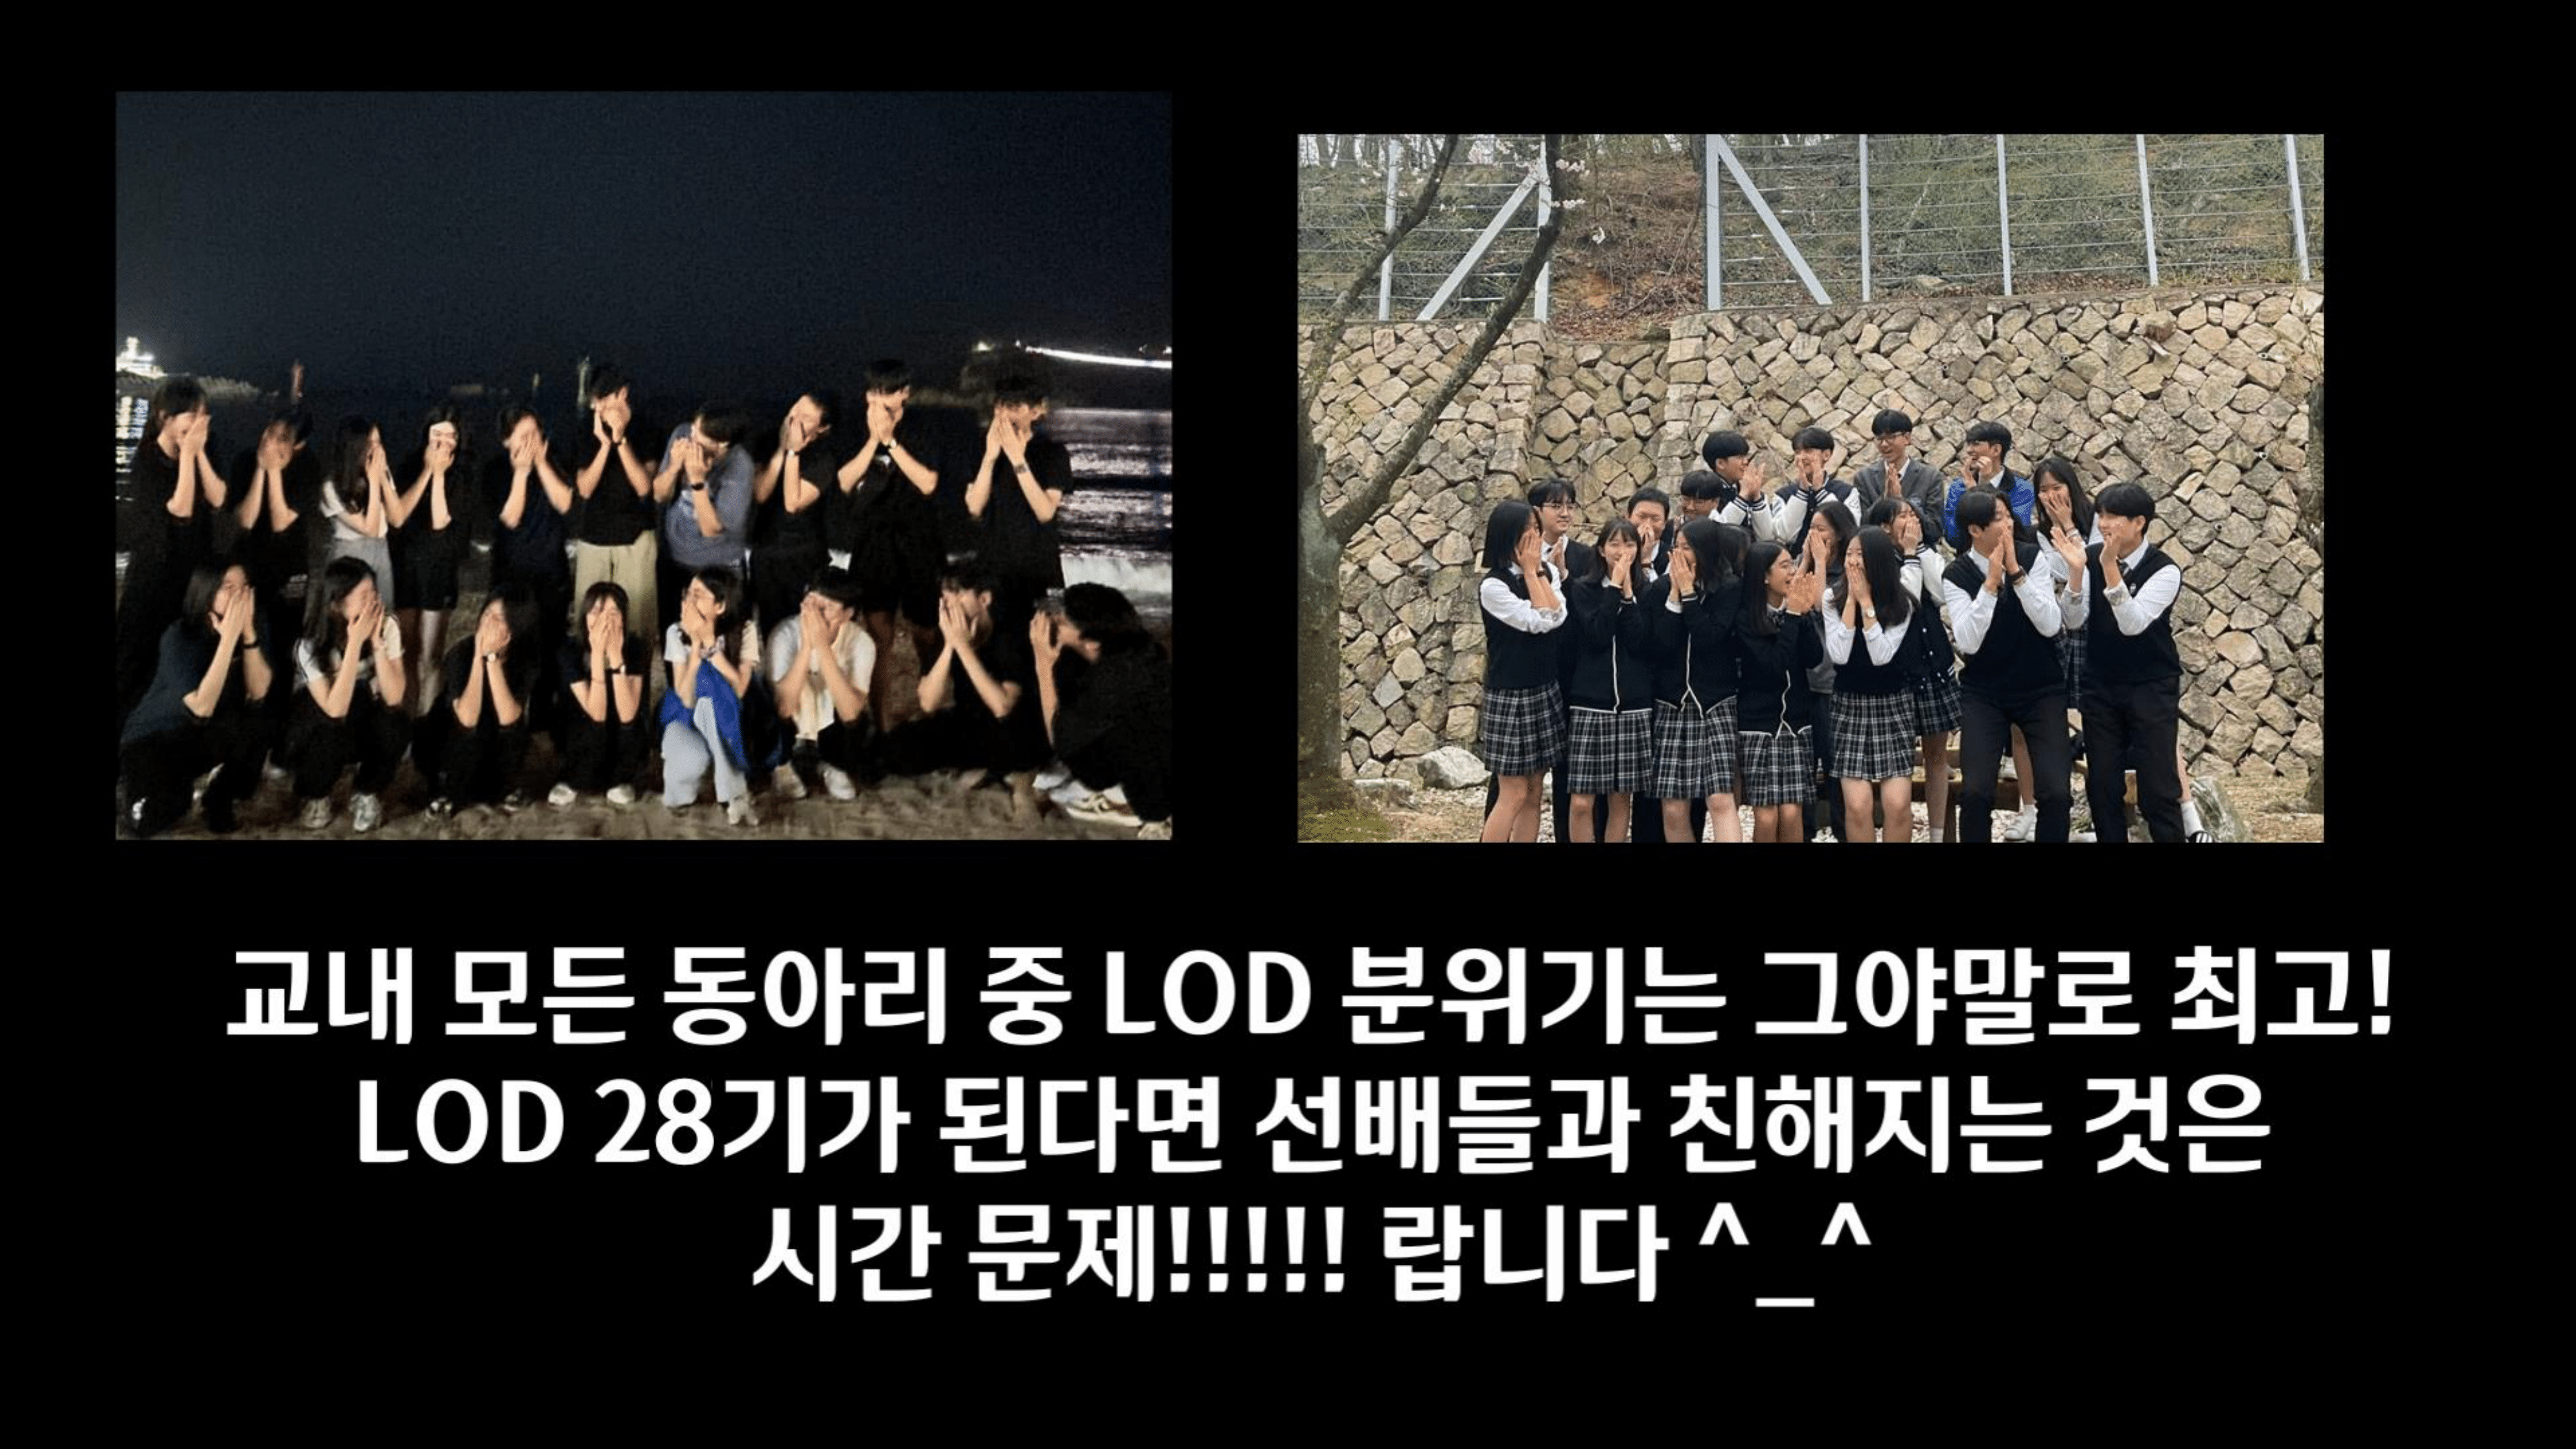 교내 모든 동아리 중 LOD 분위기는 그야말로 최고!
LOD 28기가 된다면 선배들과 친해지는 것은
시간 문제!!!!! 랍니다 ^_^